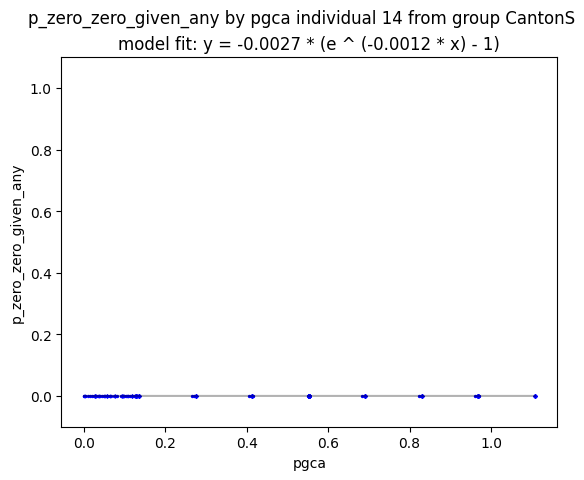 p_zero_zero_given_any by pgca individual 14 from group CantonS
model fit: y = -0.0027 * (e ^ (-0.0012 * x) - 1)
1.0
0.8
0.6
0.4
0.2
0.0
p_zero_zero_given_any
0.0 0.2 0.4 0.6 0.8 1.0
pgca